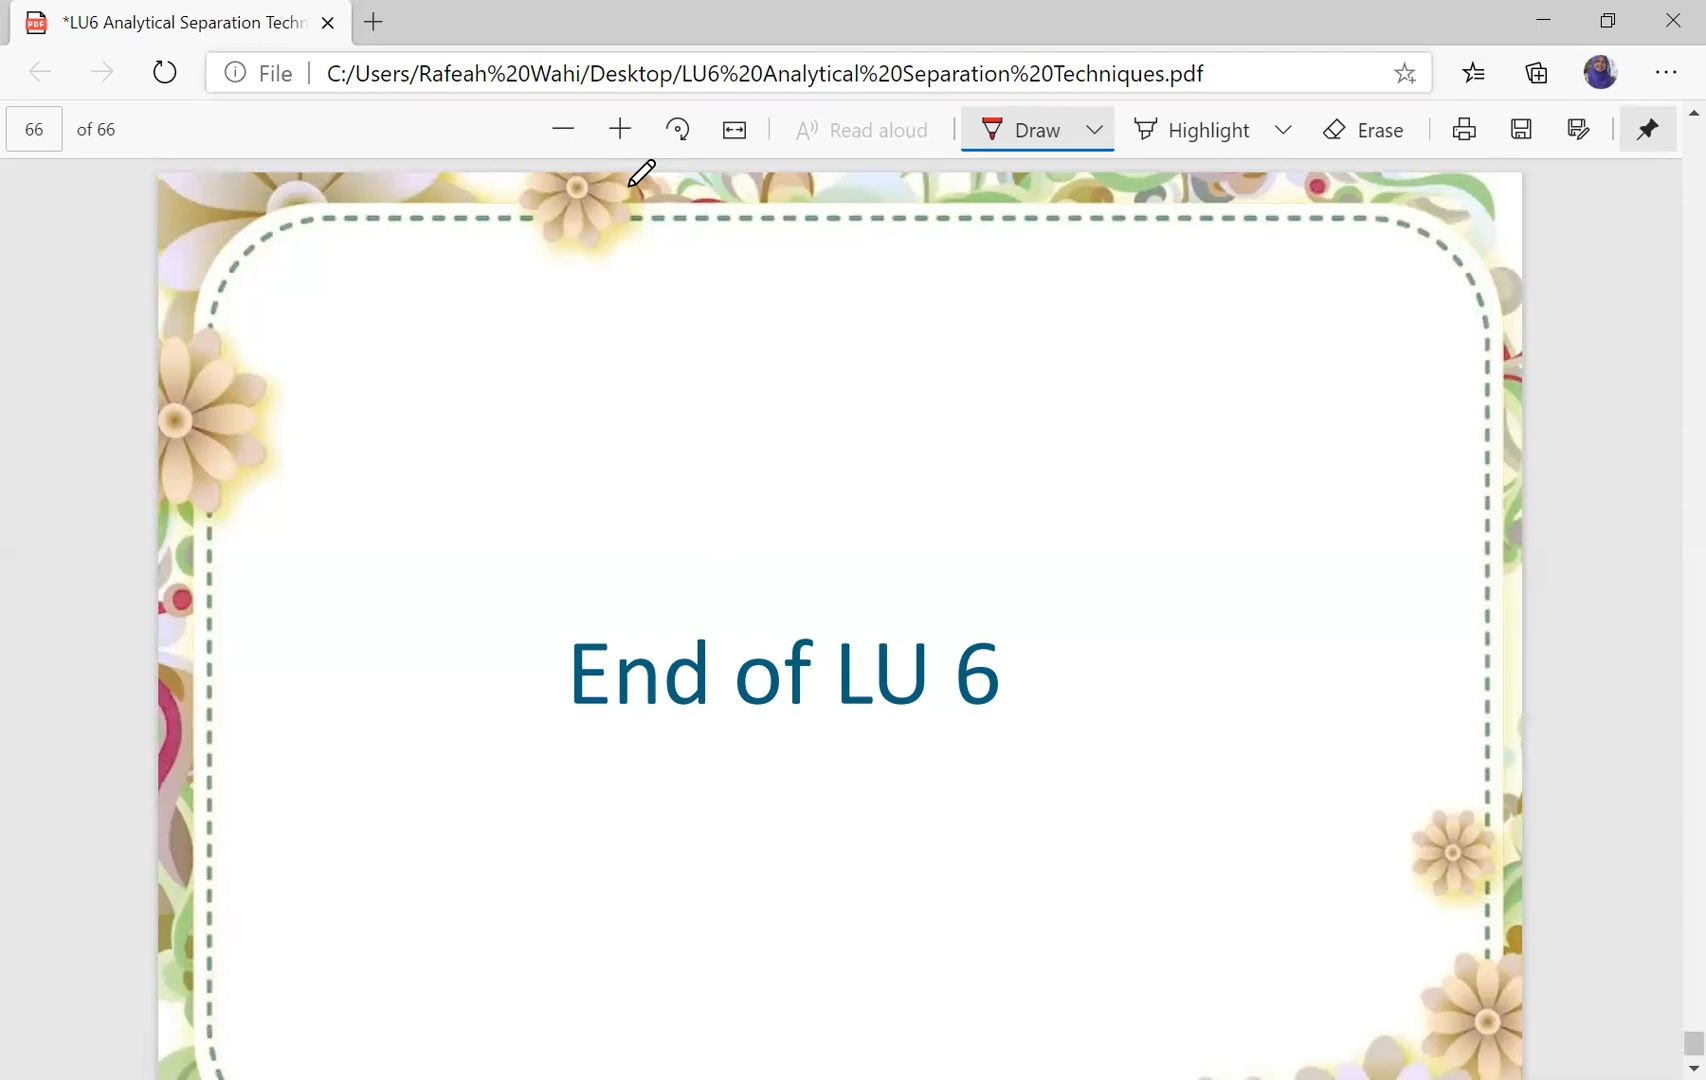 *LU6 Analytical Separation Techn
File
C:/Users/Rafeah%20Wahi/Desktop/LU6%20Analytical%20Separation%20Techniques.pdf
66 of 66
Read aloud
Draw
Highlight
Erase
End of LU 6